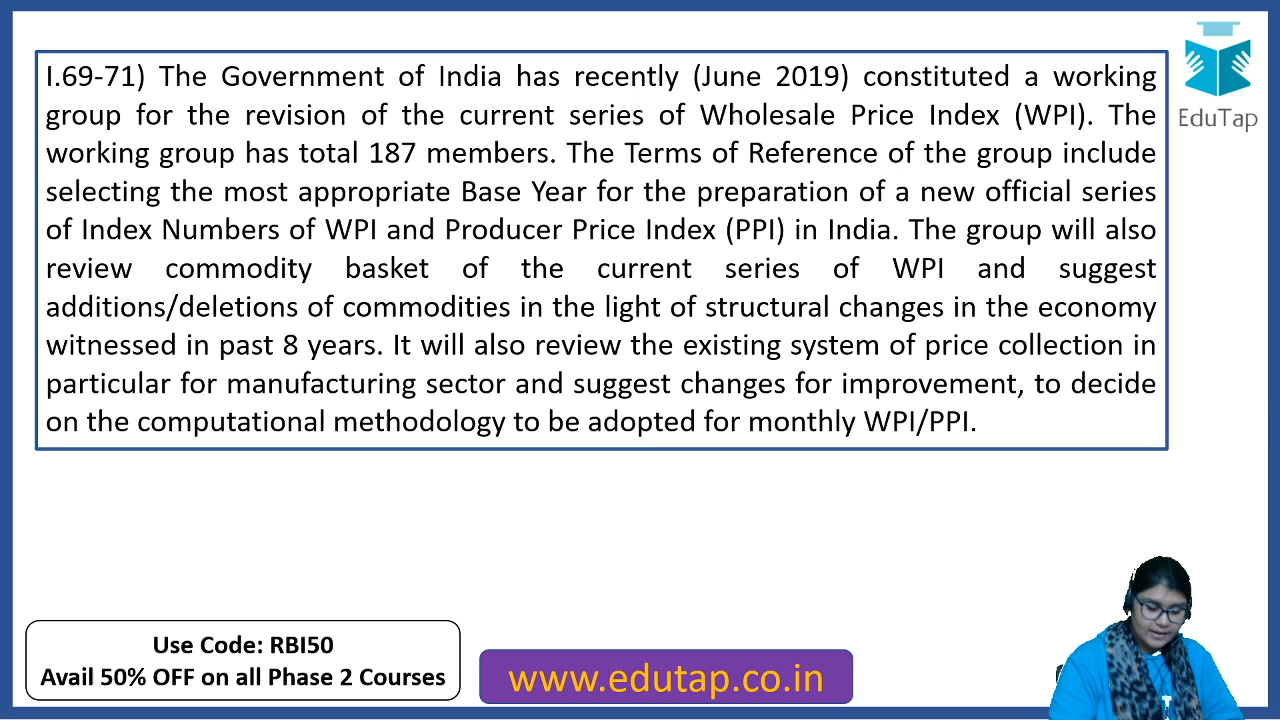 I.69-71) The Government of India has recently (June 2019) constituted a working
group for the revision of the current series of Wholesale Price Index (WPI). The
working group has total 187 members. The Terms of Reference of the group include
selecting the most appropriate Base Year for the preparation of a new official series
of Index Numbers of WPI and Producer Price Index (PPI) in India. The group will also
review commodity basket of the current series of WPI and suggest
additions/deletions of commodities in the light of structural changes in the economy
witnessed in past 8 years. It will also review the existing system of price collection in
particular for manufacturing sector and suggest changes for improvement, to decide
on the computational methodology to be adopted for monthly WPI/PPI.
EduTap
Use Code: RBI50
Avail 50% OFF on all Phase 2 Courses
www.edutap.co.in